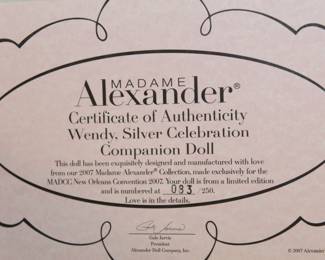 MADAME
Alexander®
Certificate of Authenticity
Wendy, Silver Celebration
Companion Doll
This doll has been exquisitely designed and manufactured with love
from our 2007 Madame Alexander® Collection, made exclusively for the
MADCC New Orleans Convention 2007. Your doll is from a limited edition
and is numbered at 083 /250.
Love is in the details.
Gale Jarvis
President
Alexander Doll Company, Inc.
© 2007 Alexander